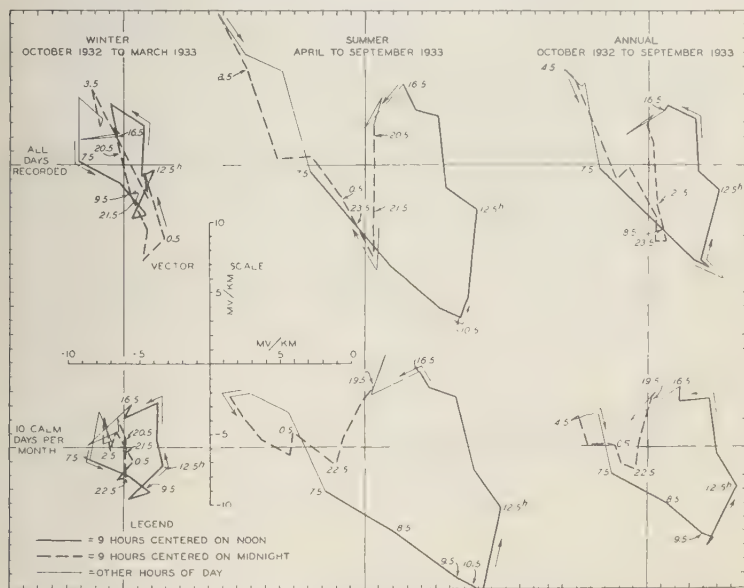 WINTER
OCTOBER 1932 TO MARCH 1933
SUMMER
APRIL TO SEPTEMBER 1933
ANNUAL
OCTOBER 1932 TO SEPTEMBER 1933
ALL
DAYS
RECORDED
3.5
16.5
20.5
7.5
12.5h
9.5
21.5
0.5
16.5
20.5
7.5
0.5
23.5
21.5
12.5h
10.5
4.5
16.5
7.5
2.5
12.5h
8.5
23.5
VECTOR SCALE
MV/KM
10
5
-5
-10
MV/KM
-10
-5
5
10
10 CALM
DAYS PER
MONTH
16.5
20.5
21.5
2.5
0.5
7.5
12.5h
22.5
9.5
19.5
16.5
0.5
22.5
7.5
12.5h
8.5
9.5
10.5
19.5
16.5
4.5
7.5
22.5
8.5
12.5h
9.5
LEGEND
= 9 HOURS CENTERED ON NOON
= 9 HOURS CENTERED ON MIDNIGHT
= OTHER HOURS OF DAY